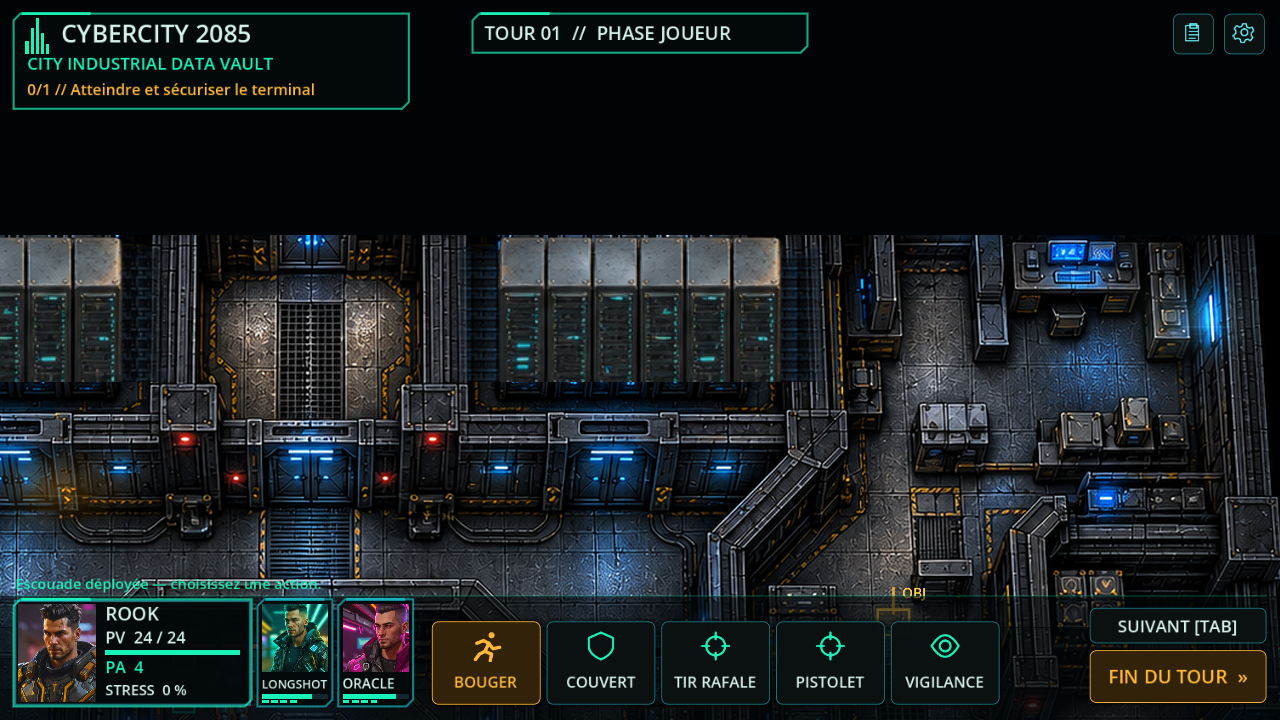 CYBERCITY 2085
CITY INDUSTRIAL DATA VAULT
0/1 // Atteindre et sécuriser le terminal
TOUR 01 // PHASE JOUEUR
Escouade déployée — choisissez une action.
OBJ
ROOK
PV 24 / 24
PA 4
STRESS 0 %
LONGSHOT
ORACLE
BOUGER
COUVERT
TIR RAFALE
PISTOLET
VIGILANCE
SUIVANT [TAB]
FIN DU TOUR »